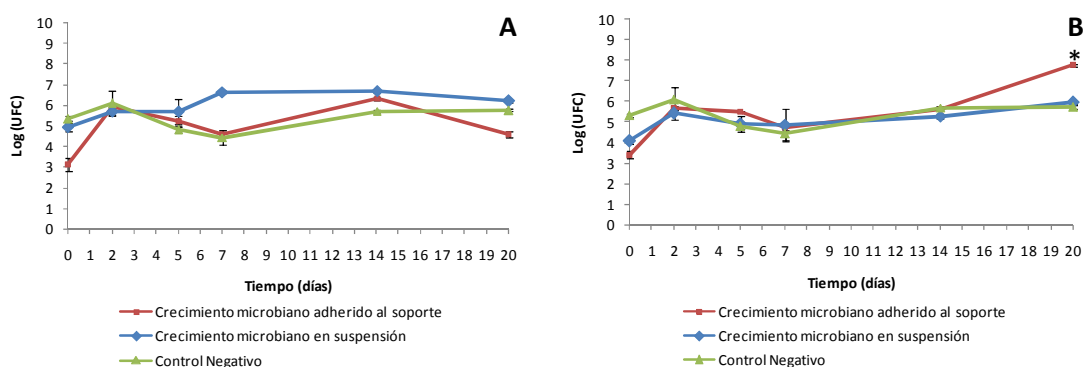 A
10
9
8
7
6
5
4
3
2
1
0
Log (UFC)
0 1 2 3 4 5 6 7 8 9 10 11 12 13 14 15 16 17 18 19 20
Tiempo (días)
Crecimiento microbiano adherido al soporte
Crecimiento microbiano en suspensión
Control Negativo
B
*
10
9
8
7
6
5
4
3
2
1
0
Log (UFC)
0 1 2 3 4 5 6 7 8 9 10 11 12 13 14 15 16 17 18 19 20
Tiempo (días)
Crecimiento microbiano adherido al soporte
Crecimiento microbiano en suspensión
Control Negativo